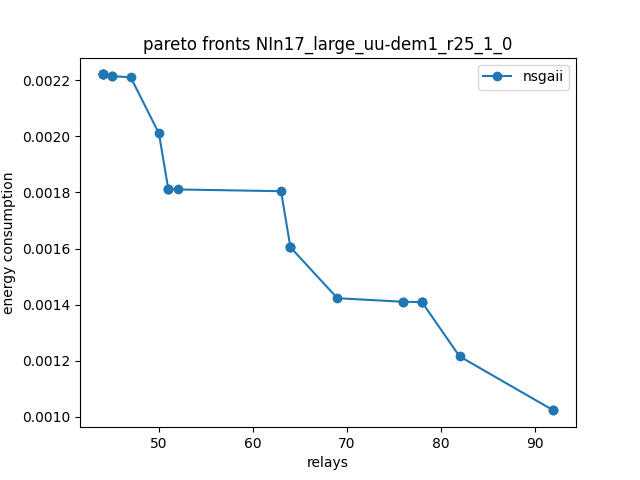 pareto fronts NIn17_large_uu-dem1_r25_1_0
nsgaii
energy consumption
0.0022
0.0020
0.0018
0.0016
0.0014
0.0012
0.0010
50 60 70 80 90
relays